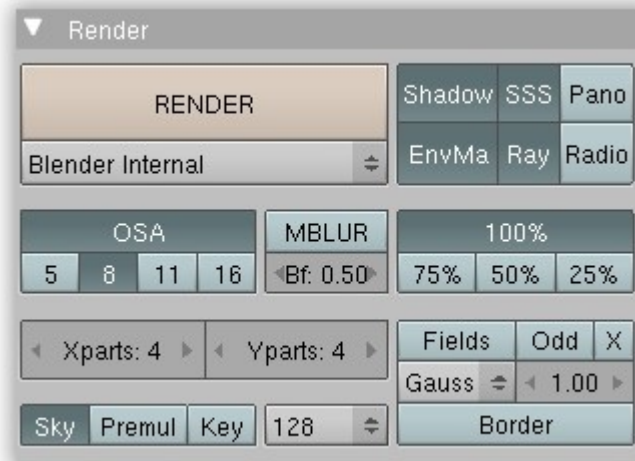 Render
RENDER
Shadow SSS Pano
Blender Internal
EnvMa Ray Radio
OSA
MBLUR
100%
5 8 11 16
Bf: 0.50
75% 50% 25%
Xparts: 4
Yparts: 4
Fields Odd X
Gauss 1.00
Sky Premul Key 128
Border